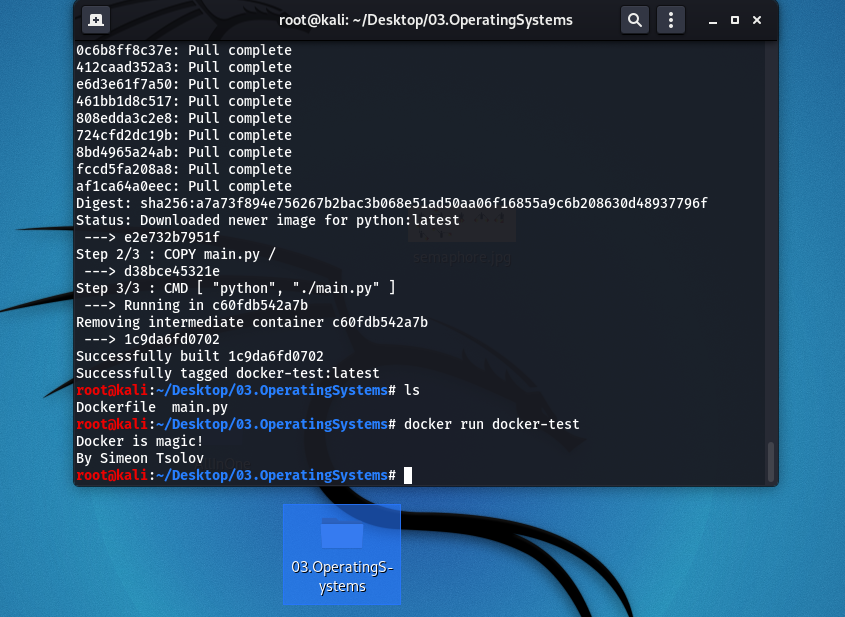 root@kali: ~/Desktop/03.OperatingSystems
0c6b8ff8c37e: Pull complete
412caad352a3: Pull complete
e6d3e61f7a50: Pull complete
461bb1d8c517: Pull complete
808edda3c2e8: Pull complete
724cfd2dc19b: Pull complete
8bd4965a24ab: Pull complete
fccd5fa208a8: Pull complete
af1ca64a0eec: Pull complete
Digest: sha256:a7a73f894e756267b2bac3b068e51ad50aa06f16855a9c6b208630d48937796f
Status: Downloaded newer image for python:latest
 ---> e2e732b7951f
Step 2/3 : COPY main.py /
 ---> d38bce45321e
Step 3/3 : CMD [ "python", "./main.py" ]
 ---> Running in c60fdb542a7b
Removing intermediate container c60fdb542a7b
 ---> 1c9da6fd0702
Successfully built 1c9da6fd0702
Successfully tagged docker-test:latest
root@kali:~/Desktop/03.OperatingSystems# ls
Dockerfile  main.py
root@kali:~/Desktop/03.OperatingSystems# docker run docker-test
Docker is magic!
By Simeon Tsolov
root@kali:~/Desktop/03.OperatingSystems#
semaphore.jpg
03.OperatingS-
ystems